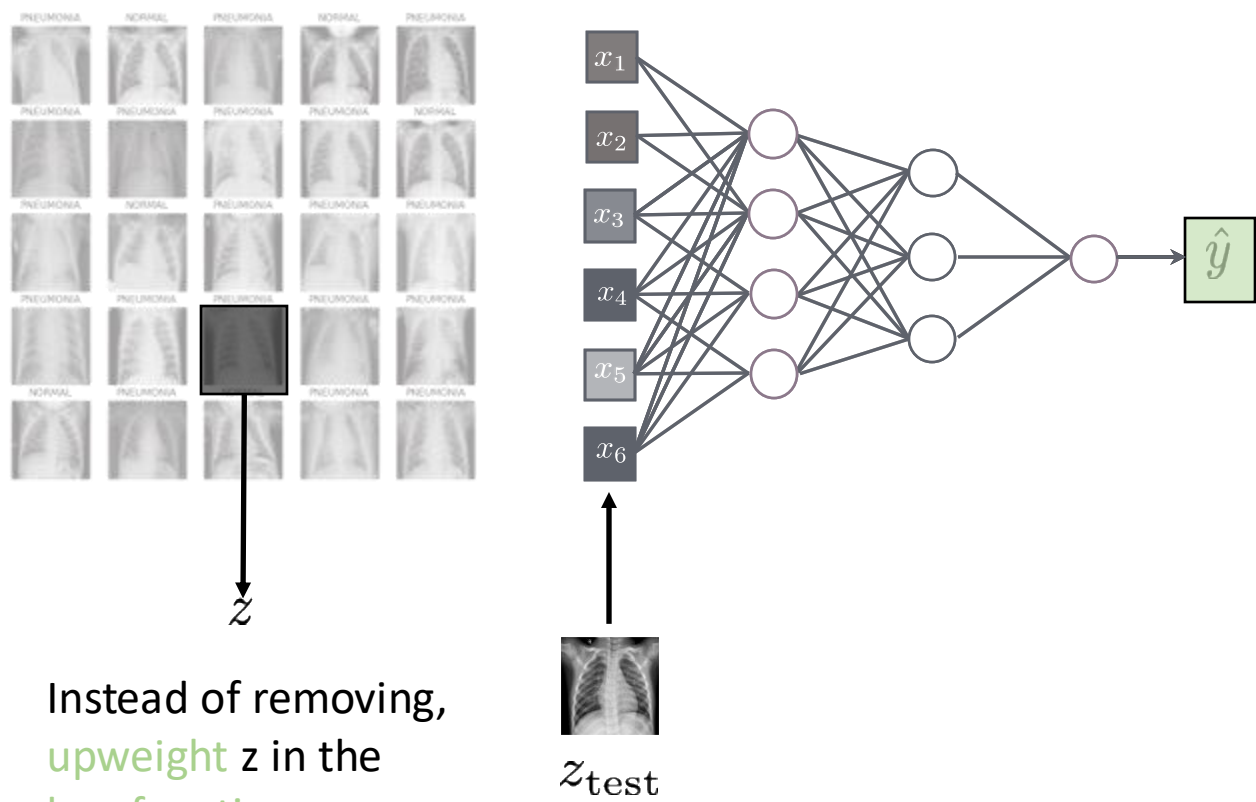 PNEUMONIA NORMAL PNEUMONIA NORMAL PNEUMONIA
PNEUMONIA PNEUMONIA PNEUMONIA PNEUMONIA NORMAL
PNEUMONIA NORMAL PNEUMONIA PNEUMONIA PNEUMONIA
PNEUMONIA PNEUMONIA PNEUMONIA PNEUMONIA PNEUMONIA
NORMAL PNEUMONIA PNEUMONIA PNEUMONIA
z
Instead of removing,
upweight z in the
x₁
x₂
x₃
x₄
x₅
x₆
ŷ
z_test